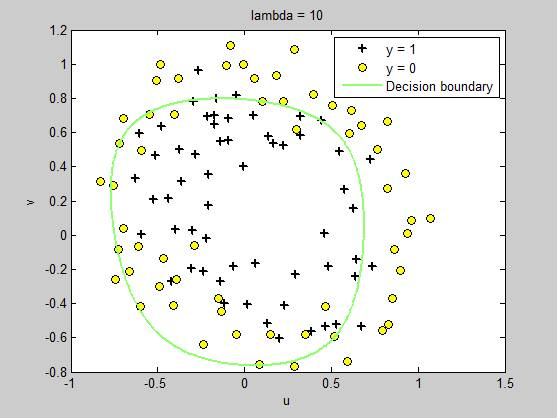 lambda = 10
y = 1
y = 0
Decision boundary
1.2
1
0.8
0.6
0.4
0.2
0
-0.2
-0.4
-0.6
-0.8
v
-1
-0.5
0
0.5
1
1.5
u